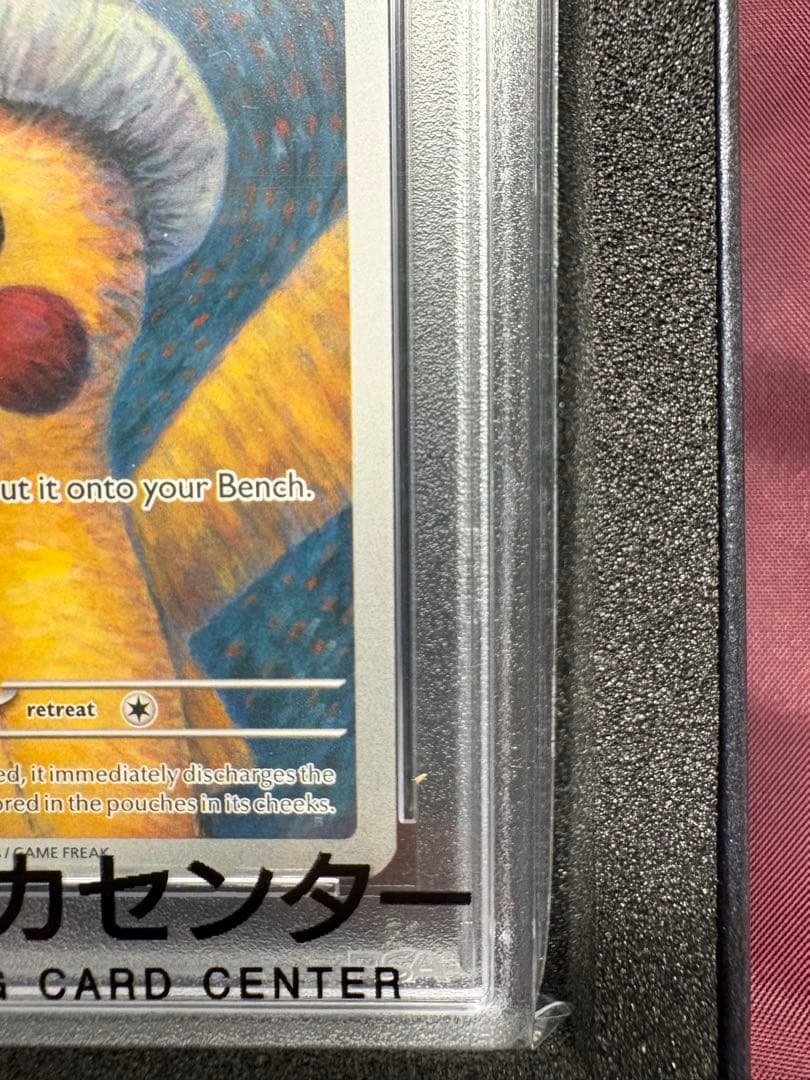 ut it onto your Bench.
retreat
ed, it immediately discharges the
ored in the pouches in its cheeks.
/ GAME FREAK
カセンター
G CARD CENTER
PSA